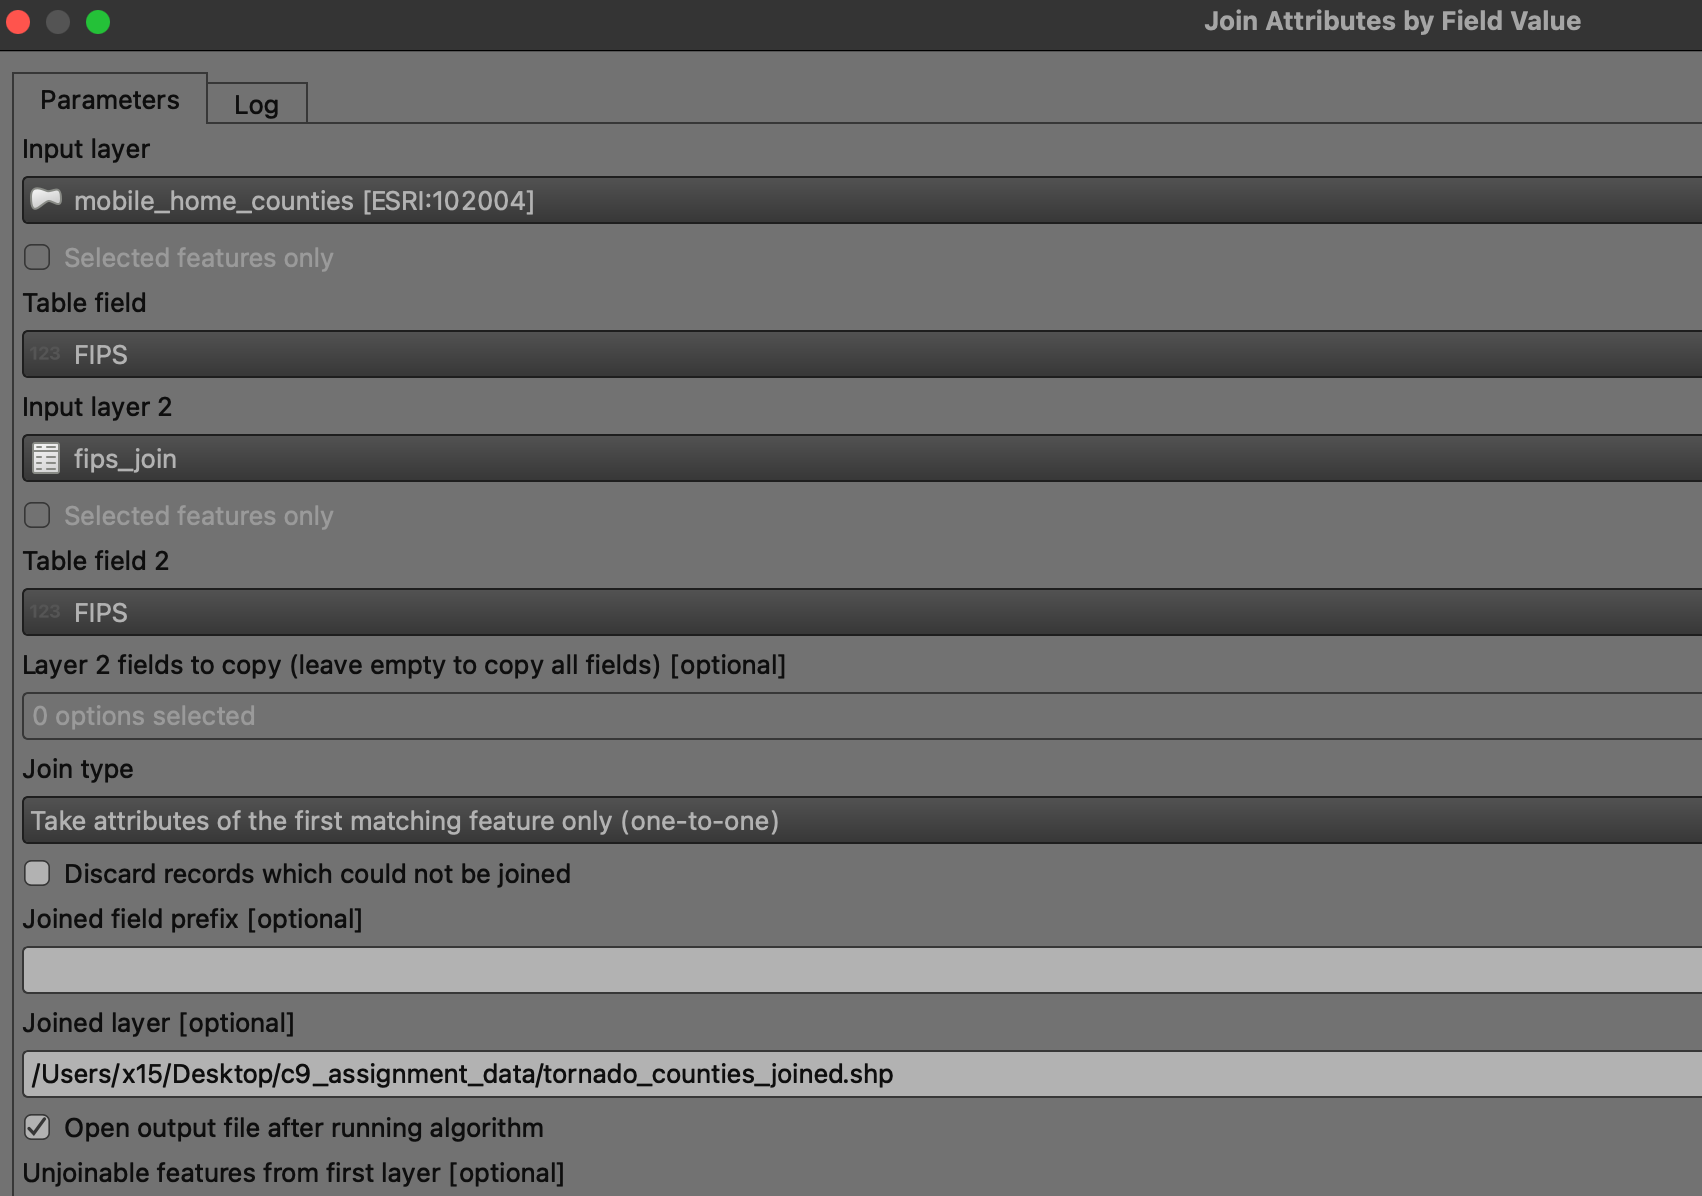 Join Attributes by Field Value
Parameters
Log
Input layer
mobile_home_counties [ESRI:102004]
Selected features only
Table field
123 FIPS
Input layer 2
fips_join
Selected features only
Table field 2
123 FIPS
Layer 2 fields to copy (leave empty to copy all fields) [optional]
0 options selected
Join type
Take attributes of the first matching feature only (one-to-one)
Discard records which could not be joined
Joined field prefix [optional]
Joined layer [optional]
/Users/x15/Desktop/c9_assignment_data/tornado_counties_joined.shp
Open output file after running algorithm
Unjoinable features from first layer [optional]